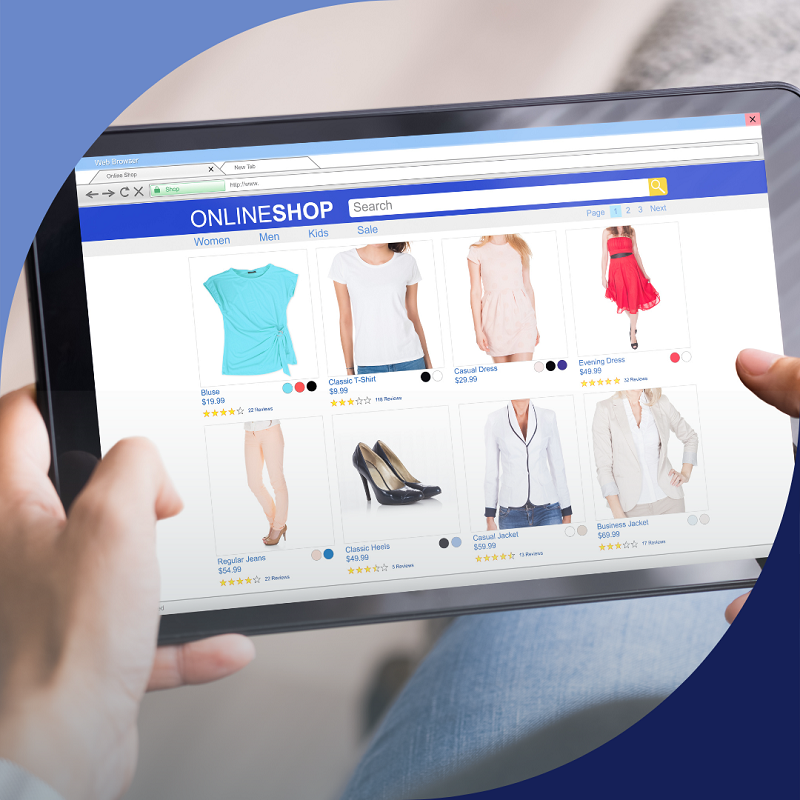 Web Browser
Online Shop
New Tab
Shop
http://www.
ONLINESHOP
Search
Women
Men
Kids
Sale
Page 1 2 3 Next
Bluse
$19.99
22 Reviews
Classic T-Shirt
$9.99
116 Reviews
Casual Dress
$29.99
Evening Dress
$49.99
32 Reviews
Regular Jeans
$54.99
22 Reviews
Classic Heels
$49.99
5 Reviews
Casual Jacket
$59.99
13 Reviews
Business Jacket
$69.99
17 Reviews